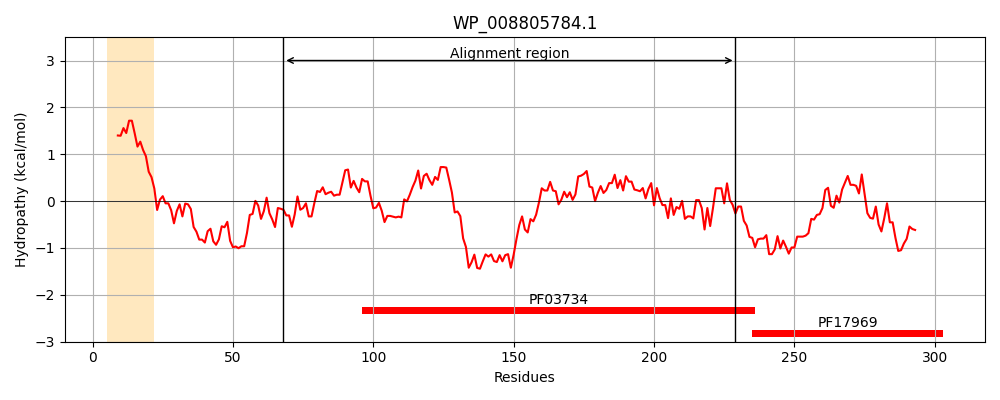 WP_008805784.1
Alignment region
Hydropathy (kcal/mol)
3
2
1
0
−1
−2
−3
PF03734
PF17969
0
50
100
150
200
250
300
Residues